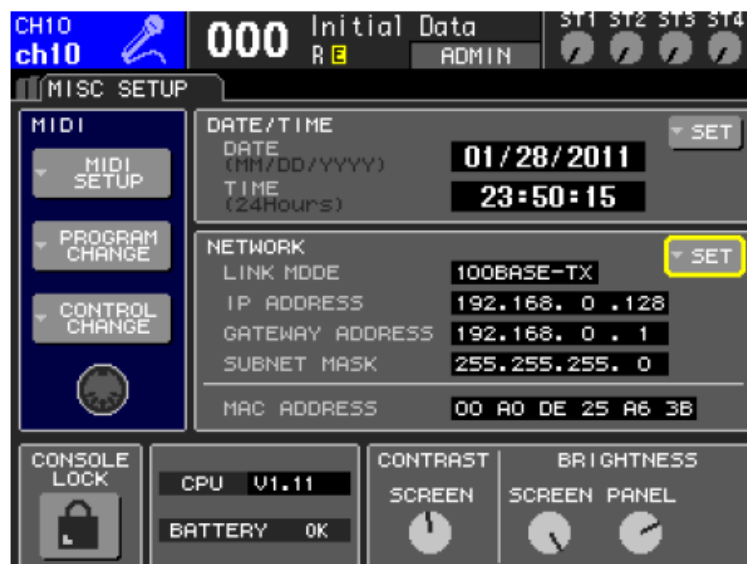 CH10
ch10
000
Initial Data
R E
ADMIN
ST1 ST2 ST3 ST4
MISC SETUP
MIDI
MIDI
SETUP
PROGRAM
CHANGE
CONTROL
CHANGE
DATE/TIME
SET
DATE
(MM/DD/YYYY)
01/28/2011
TIME
(24Hours)
23:50:15
NETWORK
SET
LINK MODE 100BASE-TX
IP ADDRESS 192.168. 0 .128
GATEWAY ADDRESS 192.168. 0 . 1
SUBNET MASK 255.255.255. 0
MAC ADDRESS 00 A0 DE 25 A6 3B
CONSOLE
LOCK
CPU V1.11
BATTERY OK
CONTRAST
SCREEN
BRIGHTNESS
SCREEN PANEL